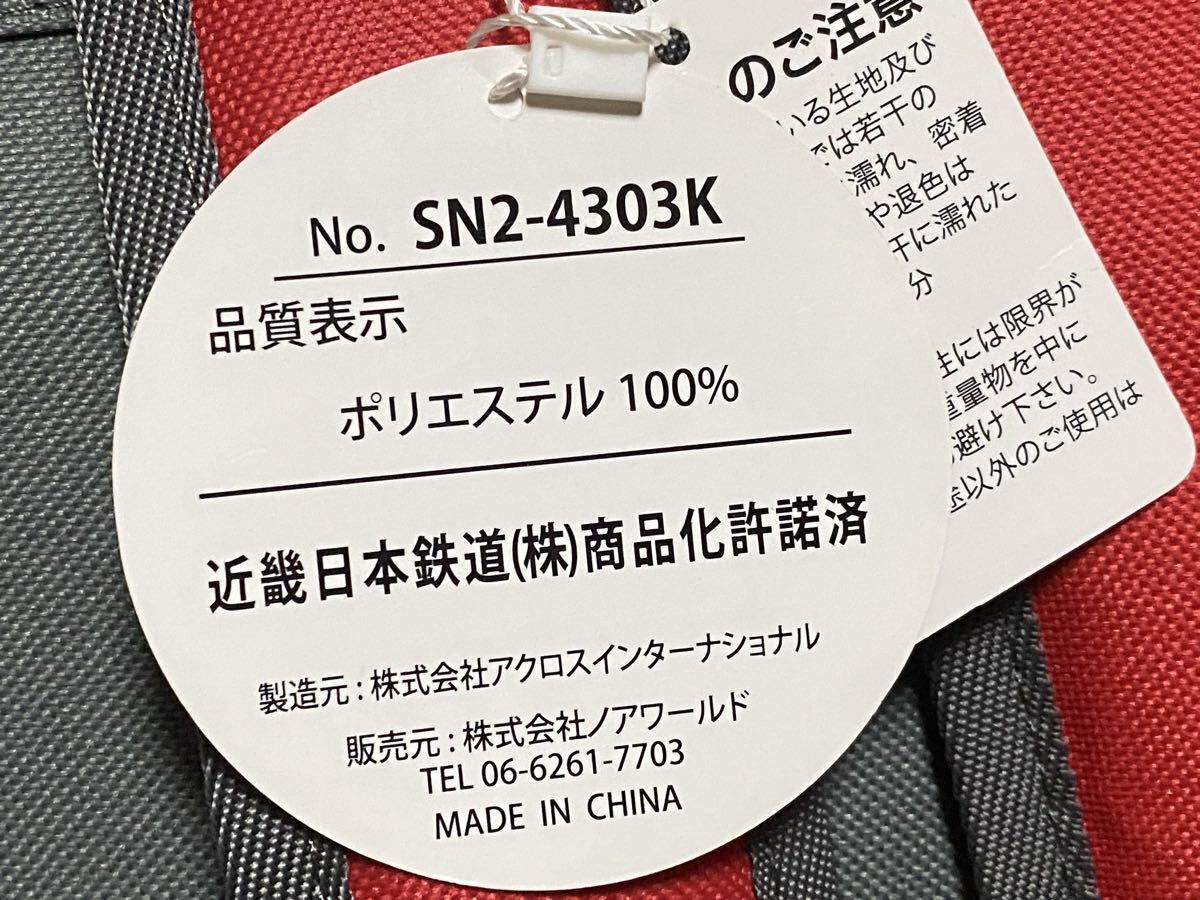 No. SN2-4303K
品質表示
ポリエステル 100%
近畿日本鉄道(株)商品化許諾済
製造元 : 株式会社アクロスインターナショナル
販売元 : 株式会社ノアワールド
TEL 06-6261-7703
MADE IN CHINA
のご注意
いる生地及び
では若干の
濡れ、密着
や退色は
干に濡れた
分
性には限界が
重量物を中に
避け下さい。
途以外のご使用は